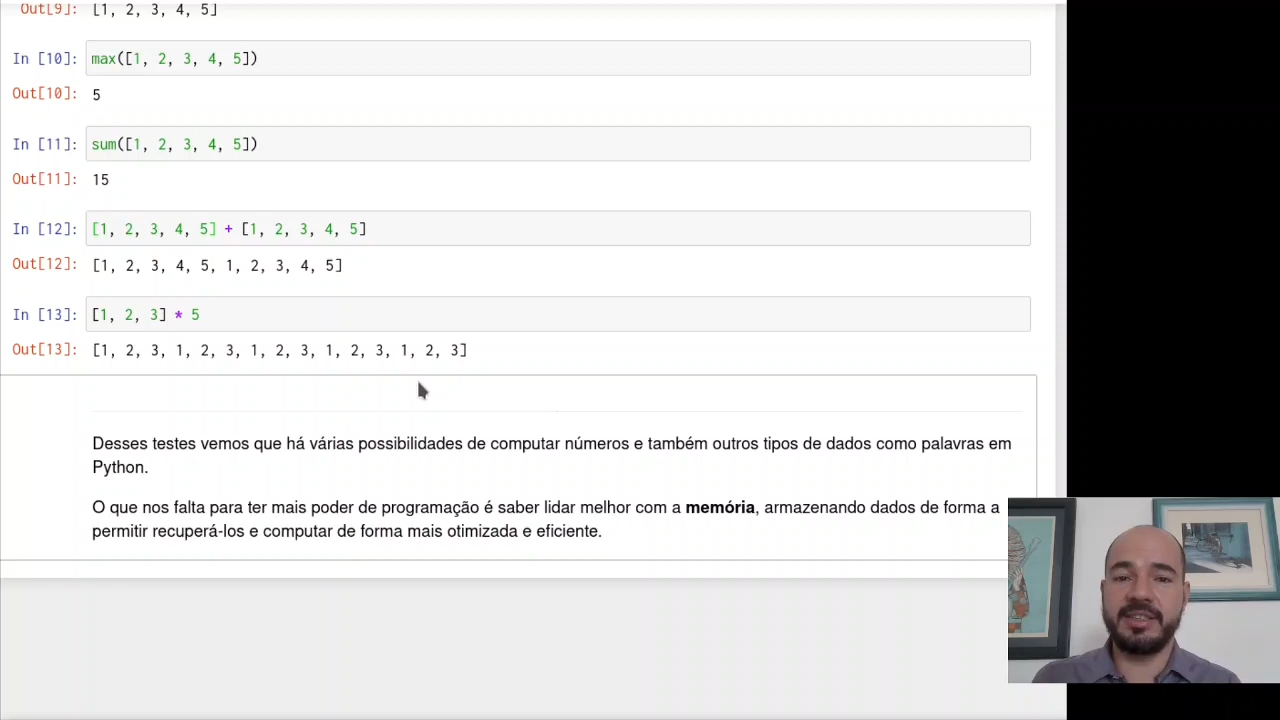 Out[9]: [1, 2, 3, 4, 5]
In [10]: max([1, 2, 3, 4, 5])
Out[10]: 5
In [11]: sum([1, 2, 3, 4, 5])
Out[11]: 15
In [12]: [1, 2, 3, 4, 5] + [1, 2, 3, 4, 5]
Out[12]: [1, 2, 3, 4, 5, 1, 2, 3, 4, 5]
In [13]: [1, 2, 3] * 5
Out[13]: [1, 2, 3, 1, 2, 3, 1, 2, 3, 1, 2, 3, 1, 2, 3]
Desses testes vemos que há várias possibilidades de computar números e também outros tipos de dados como palavras em
Python.
O que nos falta para ter mais poder de programação é saber lidar melhor com a memória, armazenando dados de forma a
permitir recuperá-los e computar de forma mais otimizada e eficiente.